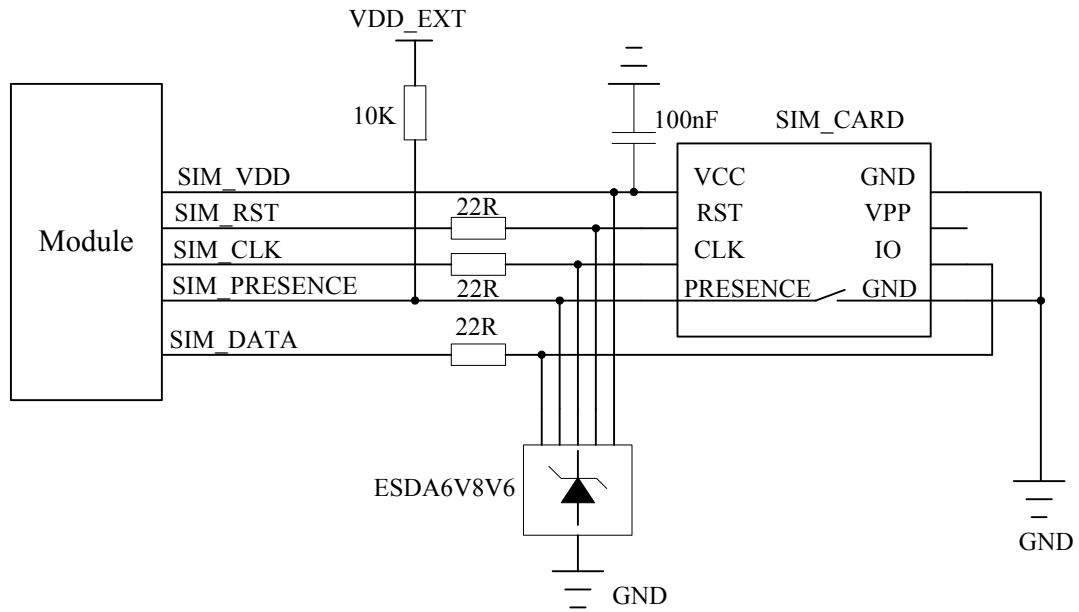 VDD_EXT
10K
100nF
SIM_CARD
Module
SIM_VDD
SIM_RST
SIM_CLK
SIM_PRESENCE
SIM_DATA
22R
22R
22R
VCC
GND
RST
VPP
CLK
IO
PRESENCE
GND
ESDA6V8V6
GND
GND